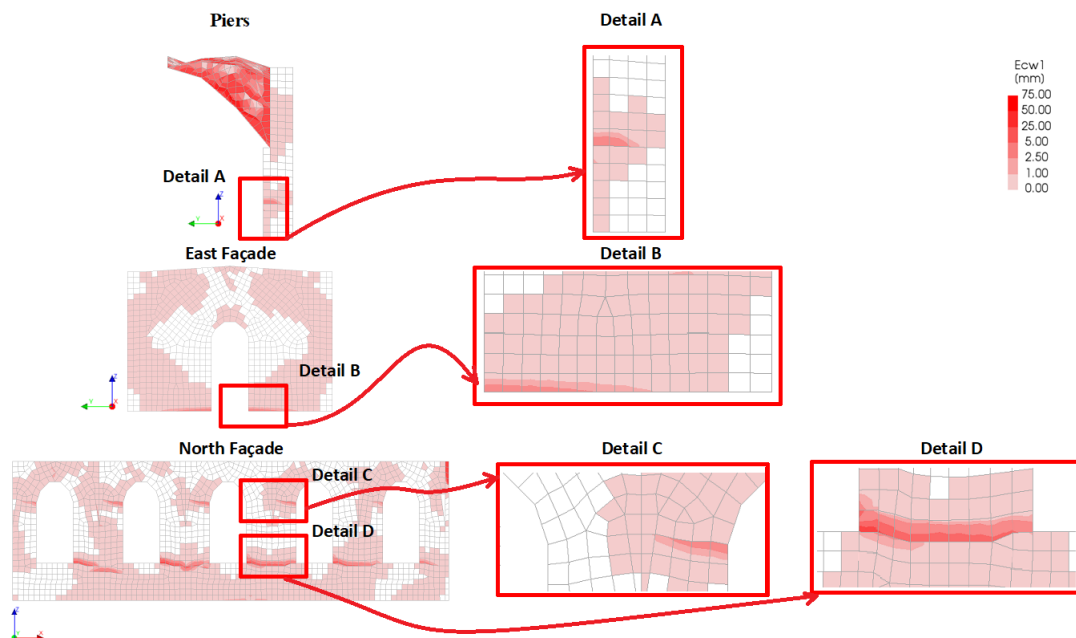 Piers
Detail A
Ecw1
(mm)
75.00
50.00
25.00
5.00
2.50
1.00
0.00
Detail A
Z
Y
X
East Façade
Detail B
Detail B
Z
Y
X
North Façade
Detail C
Detail D
Detail C
Detail D
Z
X